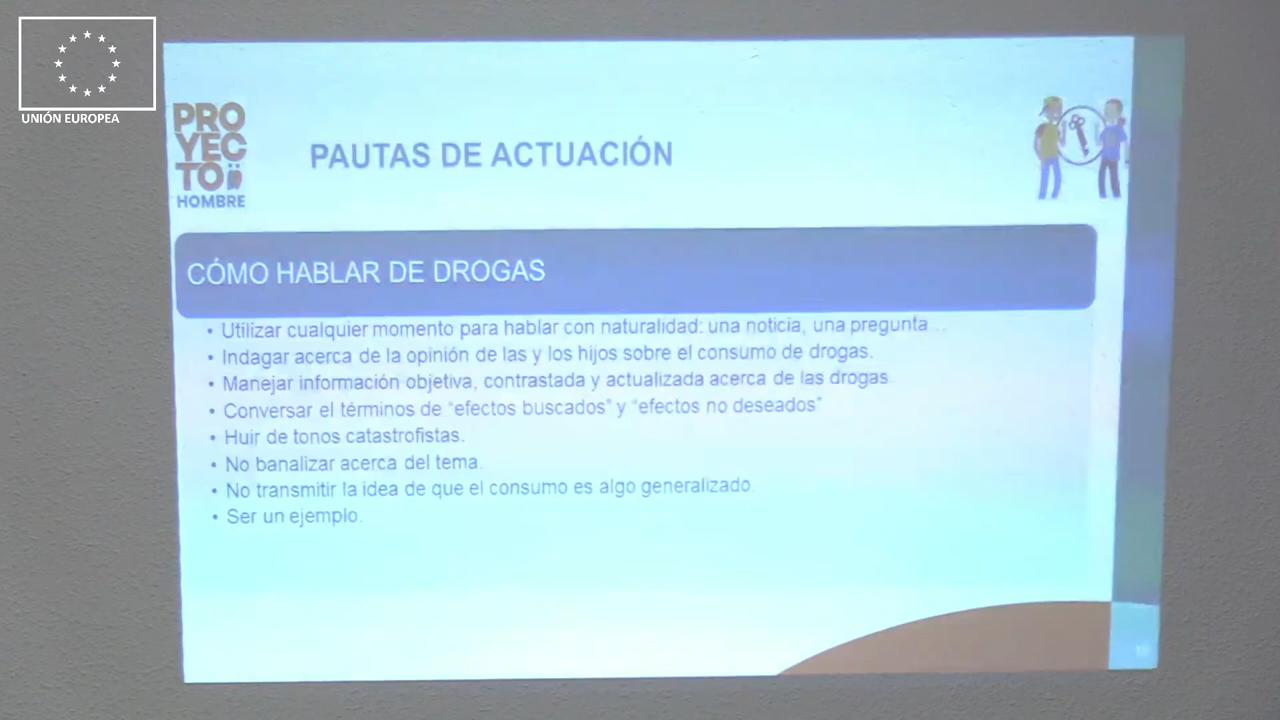 UNIÓN EUROPEA
PRO
YEC
TO
HOMBRE
PAUTAS DE ACTUACIÓN
CÓMO HABLAR DE DROGAS
• Utilizar cualquier momento para hablar con naturalidad: una noticia, una pregunta...
• Indagar acerca de la opinión de las y los hijos sobre el consumo de drogas.
• Manejar información objetiva, contrastada y actualizada acerca de las drogas.
• Conversar el términos de “efectos buscados” y “efectos no deseados”
• Huir de tonos catastrofistas.
• No banalizar acerca del tema.
• No transmitir la idea de que el consumo es algo generalizado.
• Ser un ejemplo.